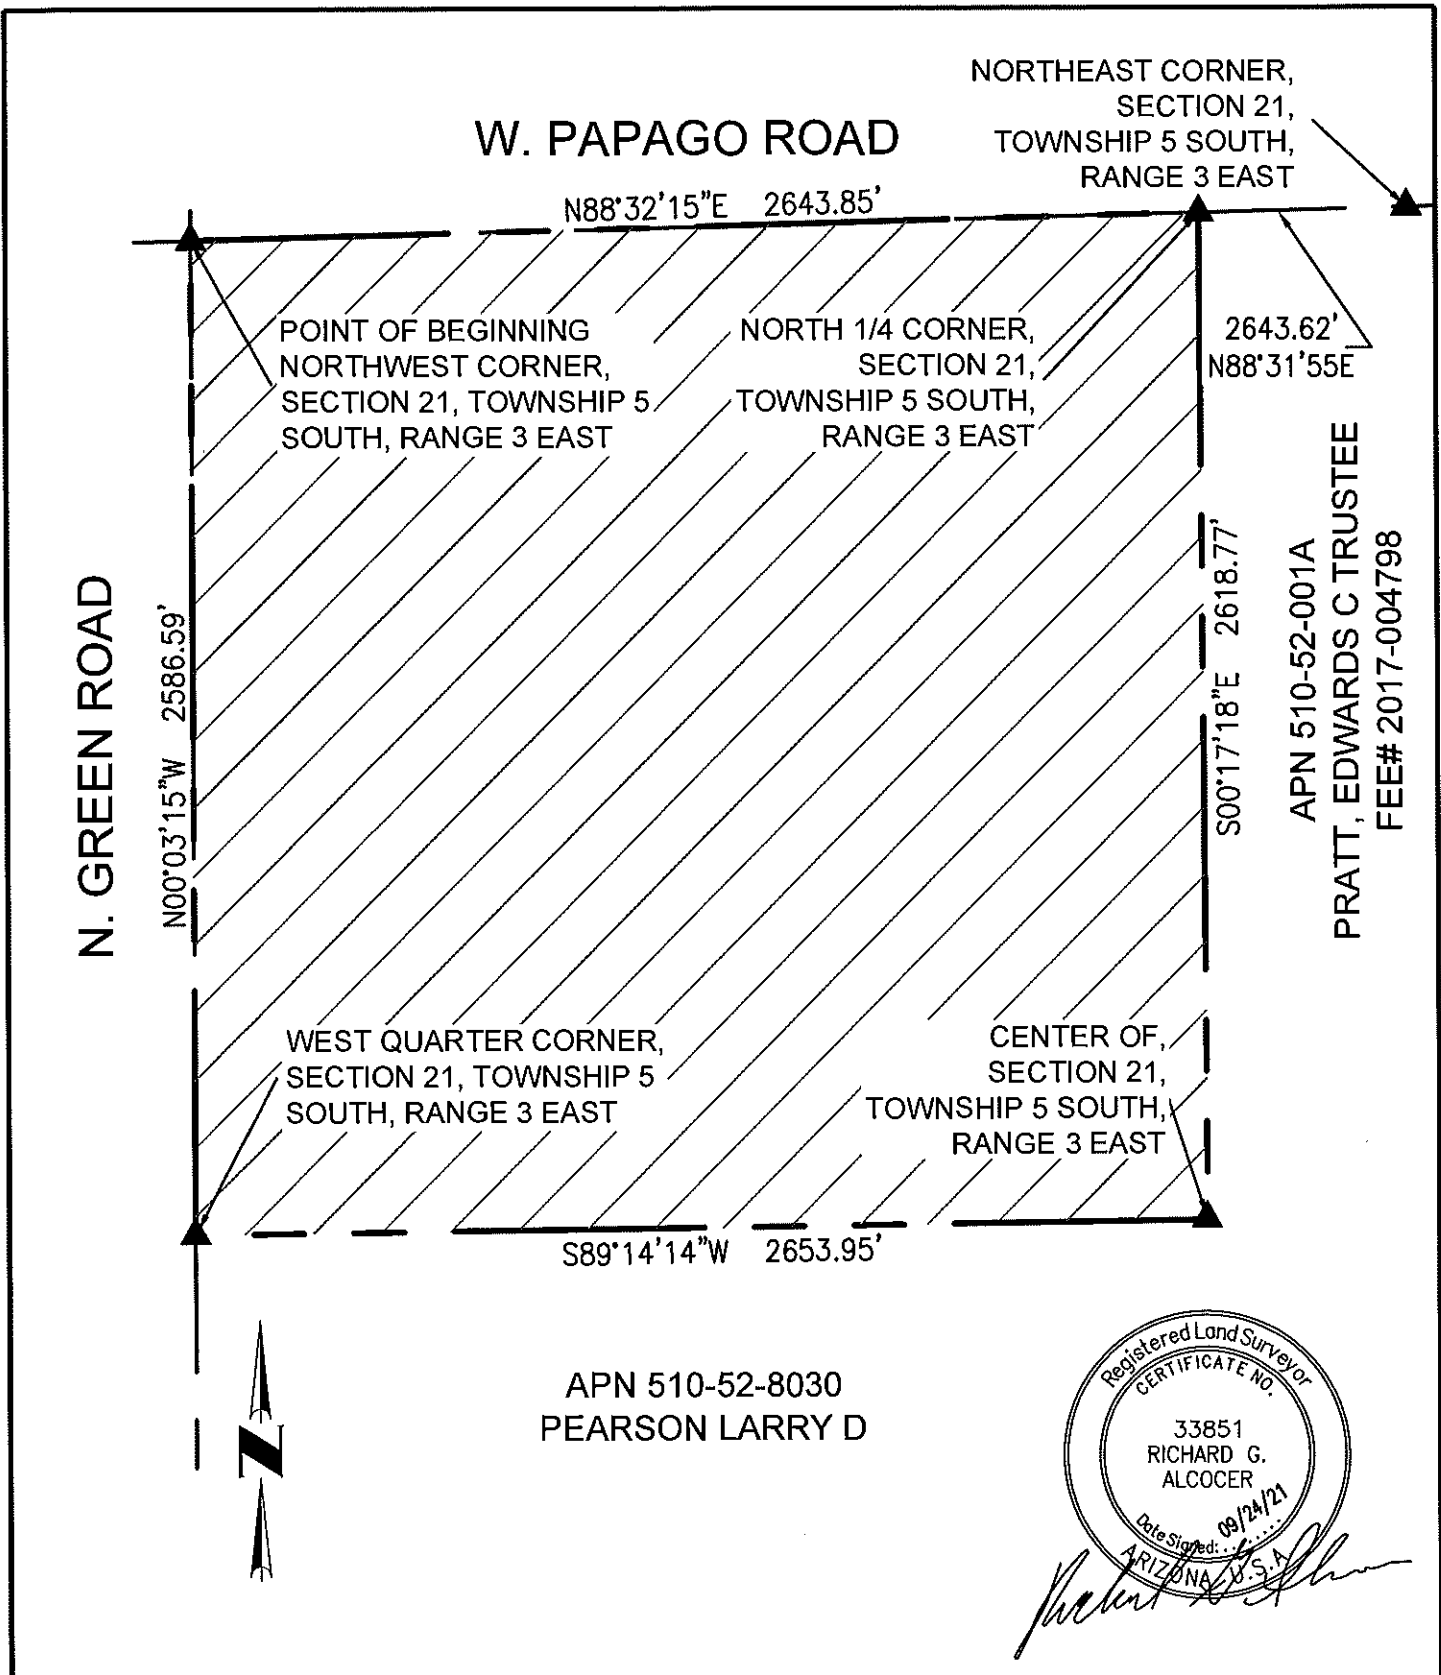 NORTHEAST CORNER,
SECTION 21,
TOWNSHIP 5 SOUTH,
RANGE 3 EAST
W. PAPAGO ROAD
N88°32'15"E 2643.85'
POINT OF BEGINNING
NORTHWEST CORNER,
SECTION 21, TOWNSHIP 5
SOUTH, RANGE 3 EAST
NORTH 1/4 CORNER,
SECTION 21,
TOWNSHIP 5 SOUTH,
RANGE 3 EAST
2643.62'
N88°31'55E
N. GREEN ROAD
N00°03'15"W 2586.59'
S00°17'18"E 2618.77'
APN 510-52-001A
PRATT, EDWARDS C TRUSTEE
FEE# 2017-004798
WEST QUARTER CORNER,
SECTION 21, TOWNSHIP 5
SOUTH, RANGE 3 EAST
CENTER OF,
SECTION 21,
TOWNSHIP 5 SOUTH,
RANGE 3 EAST
S89°14'14"W 2653.95'
N
APN 510-52-8030
PEARSON LARRY D
Registered Land Surveyor
CERTIFICATE NO.
33851
RICHARD G.
ALCOCER
Date Signed: 09/24/21
ARIZONA, U.S.A.